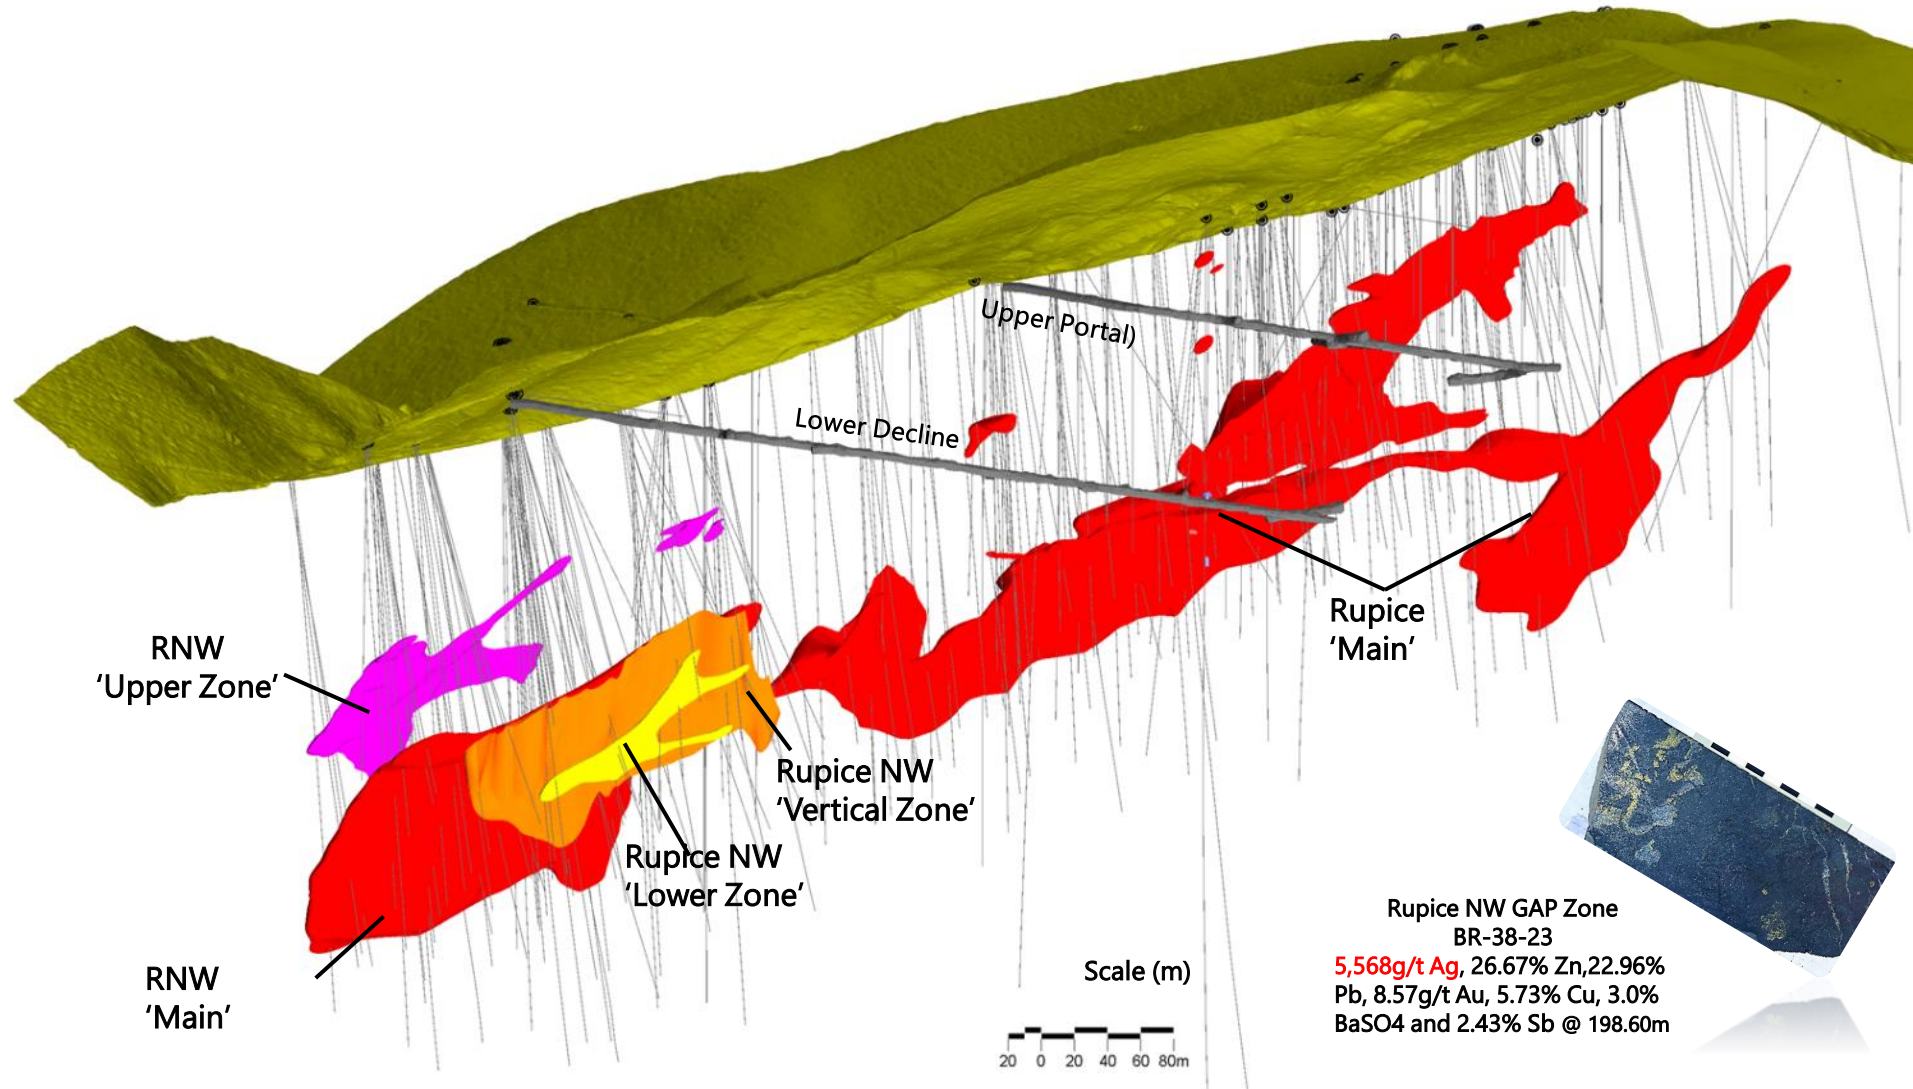 Upper Portal)
Lower Decline
RNW
‘Upper Zone’
Rupice
‘Main’
Rupice NW
‘Vertical Zone’
Rupice NW
‘Lower Zone’
RNW
‘Main’
Rupice NW GAP Zone
BR-38-23
5,568g/t Ag, 26.67% Zn,22.96%
Pb, 8.57g/t Au, 5.73% Cu, 3.0%
BaSO4 and 2.43% Sb @ 198.60m
Scale (m)
20 0 20 40 60 80m